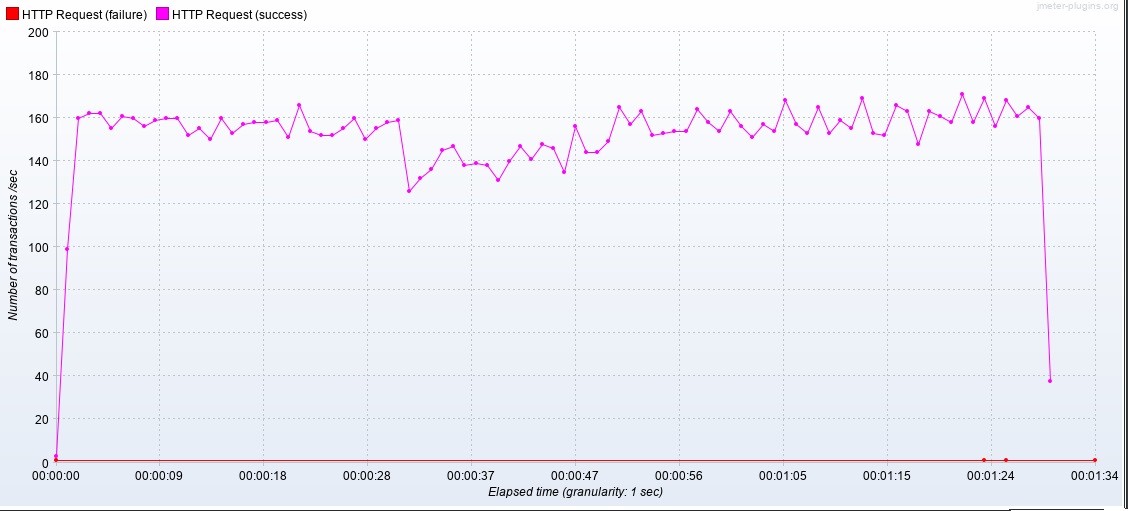 jmeter-plugins.org
HTTP Request (failure) HTTP Request (success)
200
180
160
140
120
100
80
60
40
20
0
Number of transactions /sec
00:00:00 00:00:09 00:00:18 00:00:28 00:00:37 00:00:47 00:00:56 00:01:05 00:01:15 00:01:24 00:01:34
Elapsed time (granularity: 1 sec)